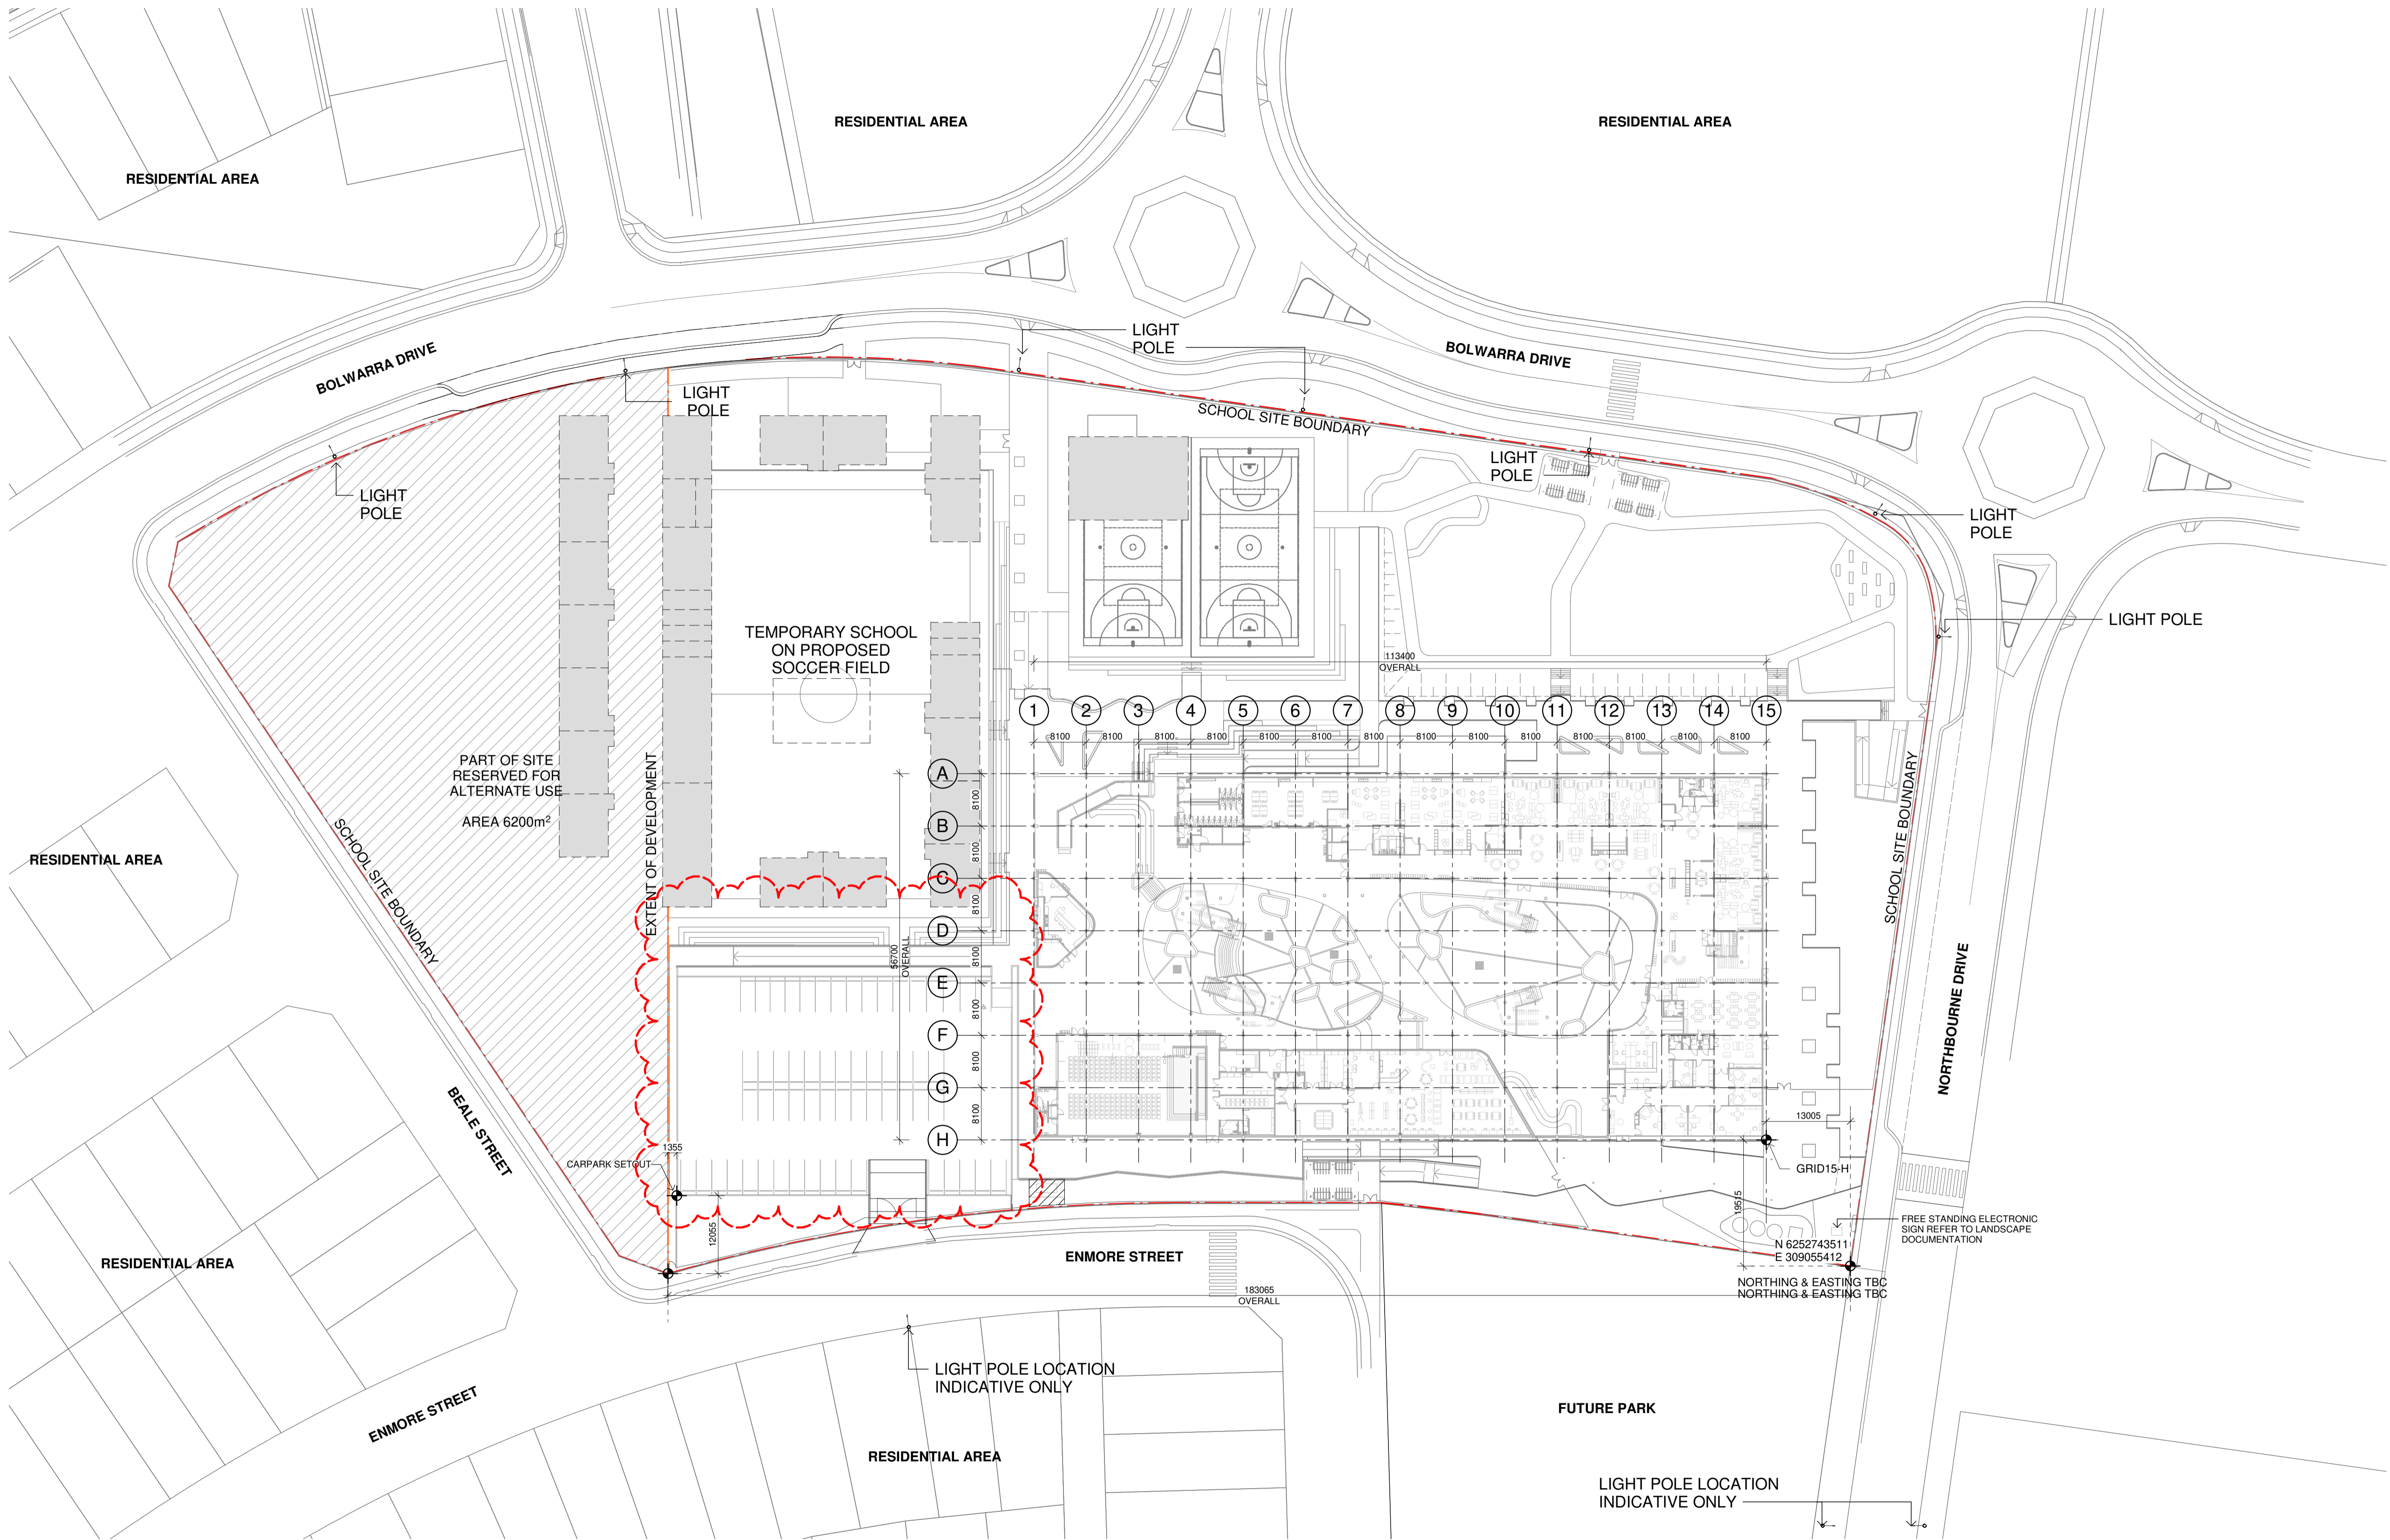 RESIDENTIAL AREA
RESIDENTIAL AREA
RESIDENTIAL AREA
BOLWARRA DRIVE
LIGHT
POLE
BOLWARRA DRIVE
LIGHT
POLE
SCHOOL SITE BOUNDARY
LIGHT
POLE
LIGHT
POLE
LIGHT
POLE
LIGHT POLE
TEMPORARY SCHOOL
ON PROPOSED
SOCCER FIELD
113400
OVERALL
1
2
3
4
5
6
7
8
9
10
11
12
13
14
15
8100
8100
8100
8100
8100
8100
8100
8100
8100
8100
8100
8100
8100
8100
PART OF SITE
RESERVED FOR
ALTERNATE USE
AREA 6200m²
EXTENT OF DEVELOPMENT
A
B
C
D
E
F
G
H
8100
8100
8100
8100
8100
8100
8100
56700
OVERALL
SCHOOL SITE BOUNDARY
SCHOOL SITE BOUNDARY
RESIDENTIAL AREA
NORTHBOURNE DRIVE
BEALE STREET
1355
CARPARK SETOUT
12055
13005
GRID15-H
19515
FREE STANDING ELECTRONIC
SIGN REFER TO LANDSCAPE
DOCUMENTATION
N 6252743511
E 309055412
NORTHING & EASTING TBC
NORTHING & EASTING TBC
RESIDENTIAL AREA
ENMORE STREET
183065
OVERALL
LIGHT POLE LOCATION
INDICATIVE ONLY
ENMORE STREET
RESIDENTIAL AREA
FUTURE PARK
LIGHT POLE LOCATION
INDICATIVE ONLY